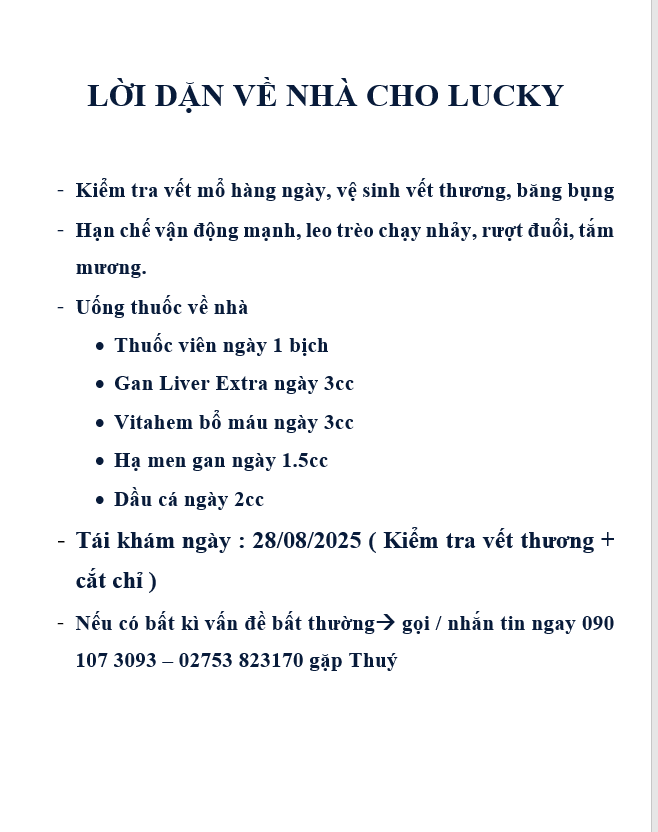 LỜI DẶN VỀ NHÀ CHO LUCKY
- Kiểm tra vết mổ hàng ngày, vệ sinh vết thương, băng bụng
- Hạn chế vận động mạnh, leo trèo chạy nhảy, rượt đuổi, tắm
mương.
- Uống thuốc về nhà
• Thuốc viên ngày 1 bịch
• Gan Liver Extra ngày 3cc
• Vitahem bổ máu ngày 3cc
• Hạ men gan ngày 1.5cc
• Dầu cá ngày 2cc
- Tái khám ngày : 28/08/2025 ( Kiểm tra vết thương +
cắt chỉ )
- Nếu có bất kì vấn đề bất thường→ gọi / nhắn tin ngay 090
107 3093 – 02753 823170 gặp Thuý